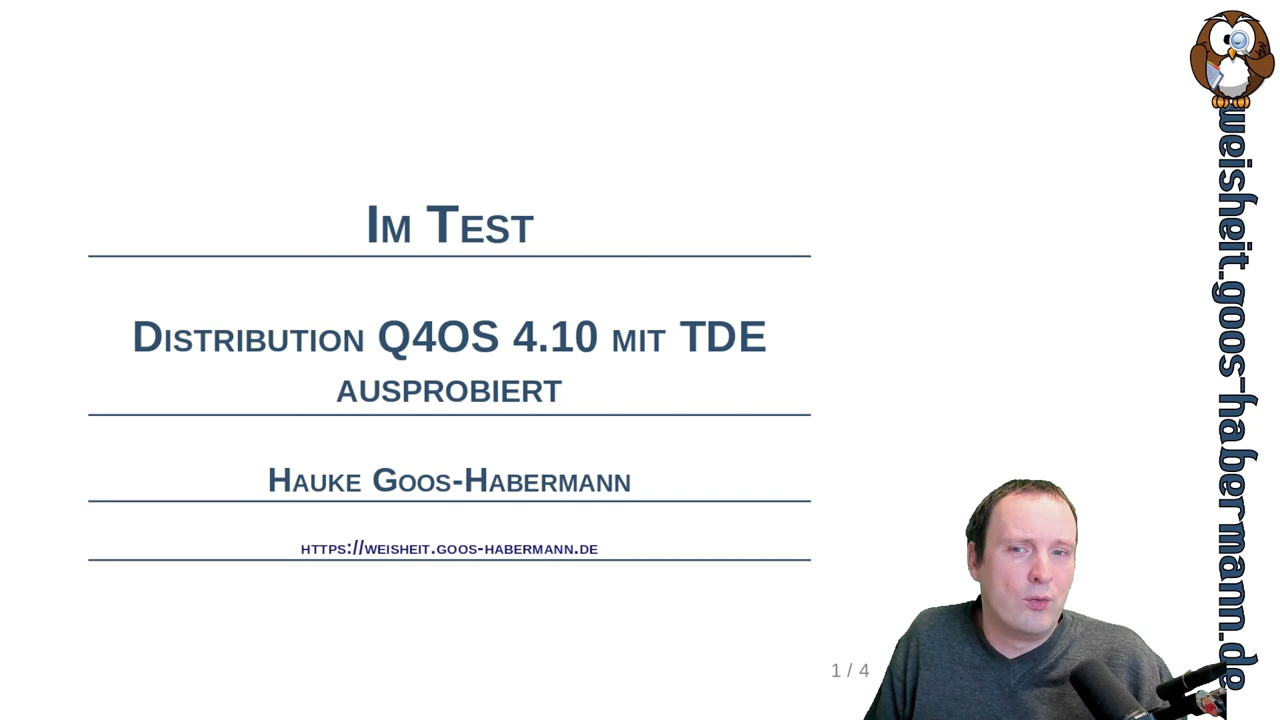 Im Test
Distribution Q4OS 4.10 mit TDE
ausprobiert
Hauke Goos-Habermann
https://weisheit.goos-habermann.de
1 / 4
weisheit.goos-habermann.de